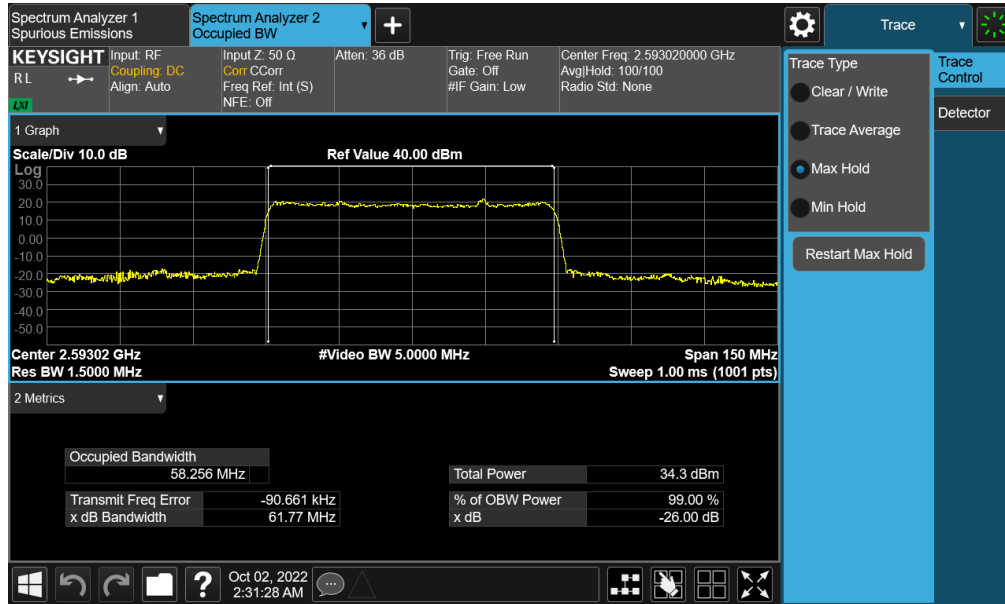 Spectrum Analyzer 1
Spurious Emissions
Spectrum Analyzer 2
Occupied BW
▼
+
Trace
▼
KEYSIGHT
R L
LXI
Input: RF
Coupling: DC
Align: Auto
Input Z: 50 Ω
Corr CCorr
Freq Ref: Int (S)
NFE: Off
Atten: 36 dB
Trig: Free Run
Gate: Off
#IF Gain: Low
Center Freq: 2.593020000 GHz
Avg|Hold: 100/100
Radio Std: None
Trace Type
Clear / Write
Trace Average
Max Hold
Min Hold
Restart Max Hold
Trace
Control
Detector
1 Graph ▼
Scale/Div 10.0 dB Ref Value 40.00 dBm
Log
30.0
20.0
10.0
0.00
-10.0
-20.0
-30.0
-40.0
-50.0
Center 2.59302 GHz #Video BW 5.0000 MHz Span 150 MHz
Res BW 1.5000 MHz Sweep 1.00 ms (1001 pts)
2 Metrics ▼
Occupied Bandwidth
58.256 MHz
Total Power 34.3 dBm
Transmit Freq Error -90.661 kHz % of OBW Power 99.00 %
x dB Bandwidth 61.77 MHz x dB -26.00 dB
?
Oct 02, 2022
2:31:28 AM